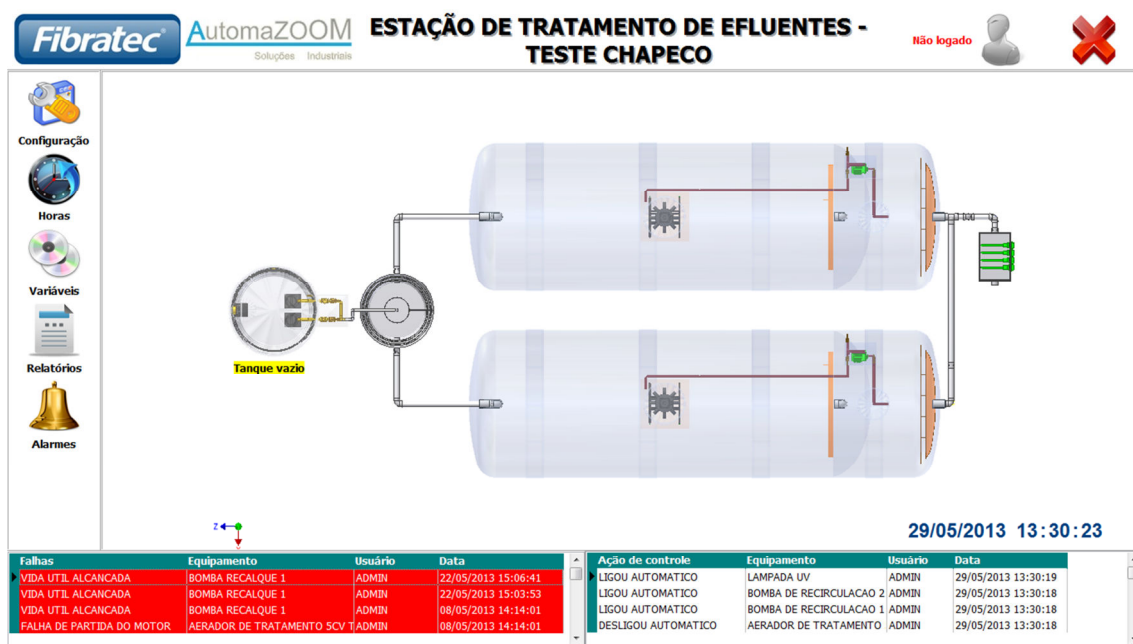 Fibratec
AutomaZOOM
Soluções Industriais
ESTAÇÃO DE TRATAMENTO DE EFLUENTES -
TESTE CHAPECO
Não logado
Configuração
Horas
Variáveis
Relatórios
Alarmes
Tanque vazio
Z
X
29/05/2013 13:30:23
Falhas Equipamento Usuário Data
VIDA UTIL ALCANCADA BOMBA RECALQUE 1 ADMIN 22/05/2013 15:06:41
VIDA UTIL ALCANCADA BOMBA RECALQUE 1 ADMIN 22/05/2013 15:03:53
VIDA UTIL ALCANCADA BOMBA RECALQUE 1 ADMIN 08/05/2013 14:14:01
FALHA DE PARTIDA DO MOTOR AERADOR DE TRATAMENTO 5CV T ADMIN 08/05/2013 14:14:01
Ação de controle Equipamento Usuário Data
LIGOU AUTOMATICO LAMPADA UV ADMIN 29/05/2013 13:30:19
LIGOU AUTOMATICO BOMBA DE RECIRCULACAO 2 ADMIN 29/05/2013 13:30:18
LIGOU AUTOMATICO BOMBA DE RECIRCULACAO 1 ADMIN 29/05/2013 13:30:18
DESLIGOU AUTOMATICO AERADOR DE TRATAMENTO ADMIN 29/05/2013 13:30:18